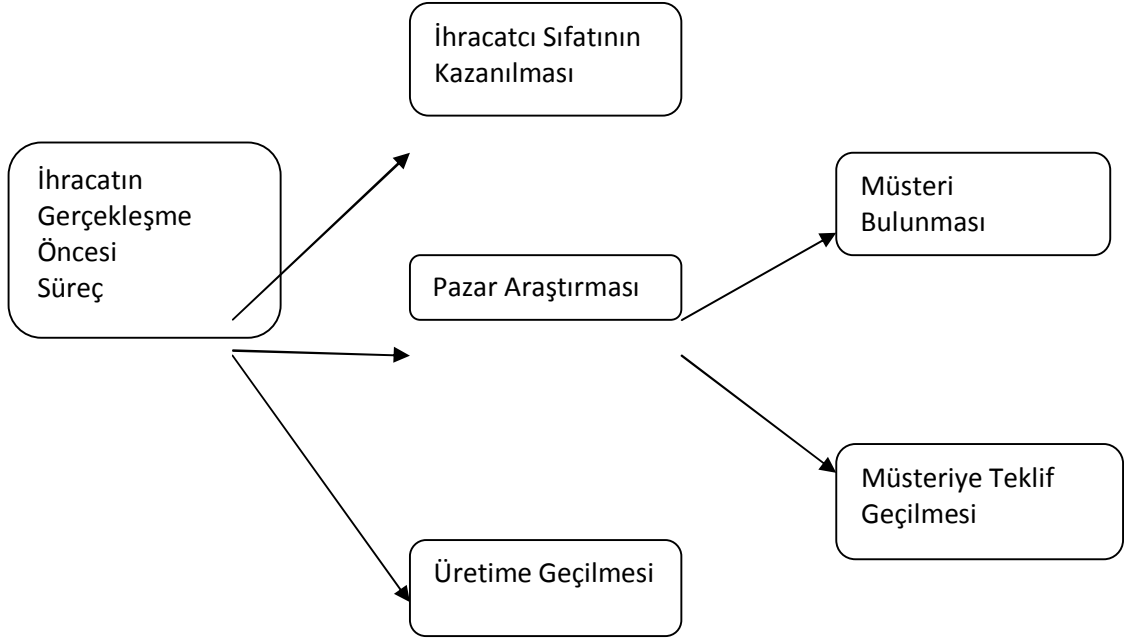 İhracatcı Sıfatının
Kazanılması
İhracatın
Gerçekleşme
Öncesi
Süreç
Pazar Araştırması
Müsteri
Bulunması
Müsteriye Teklif
Geçilmesi
Üretime Geçilmesi